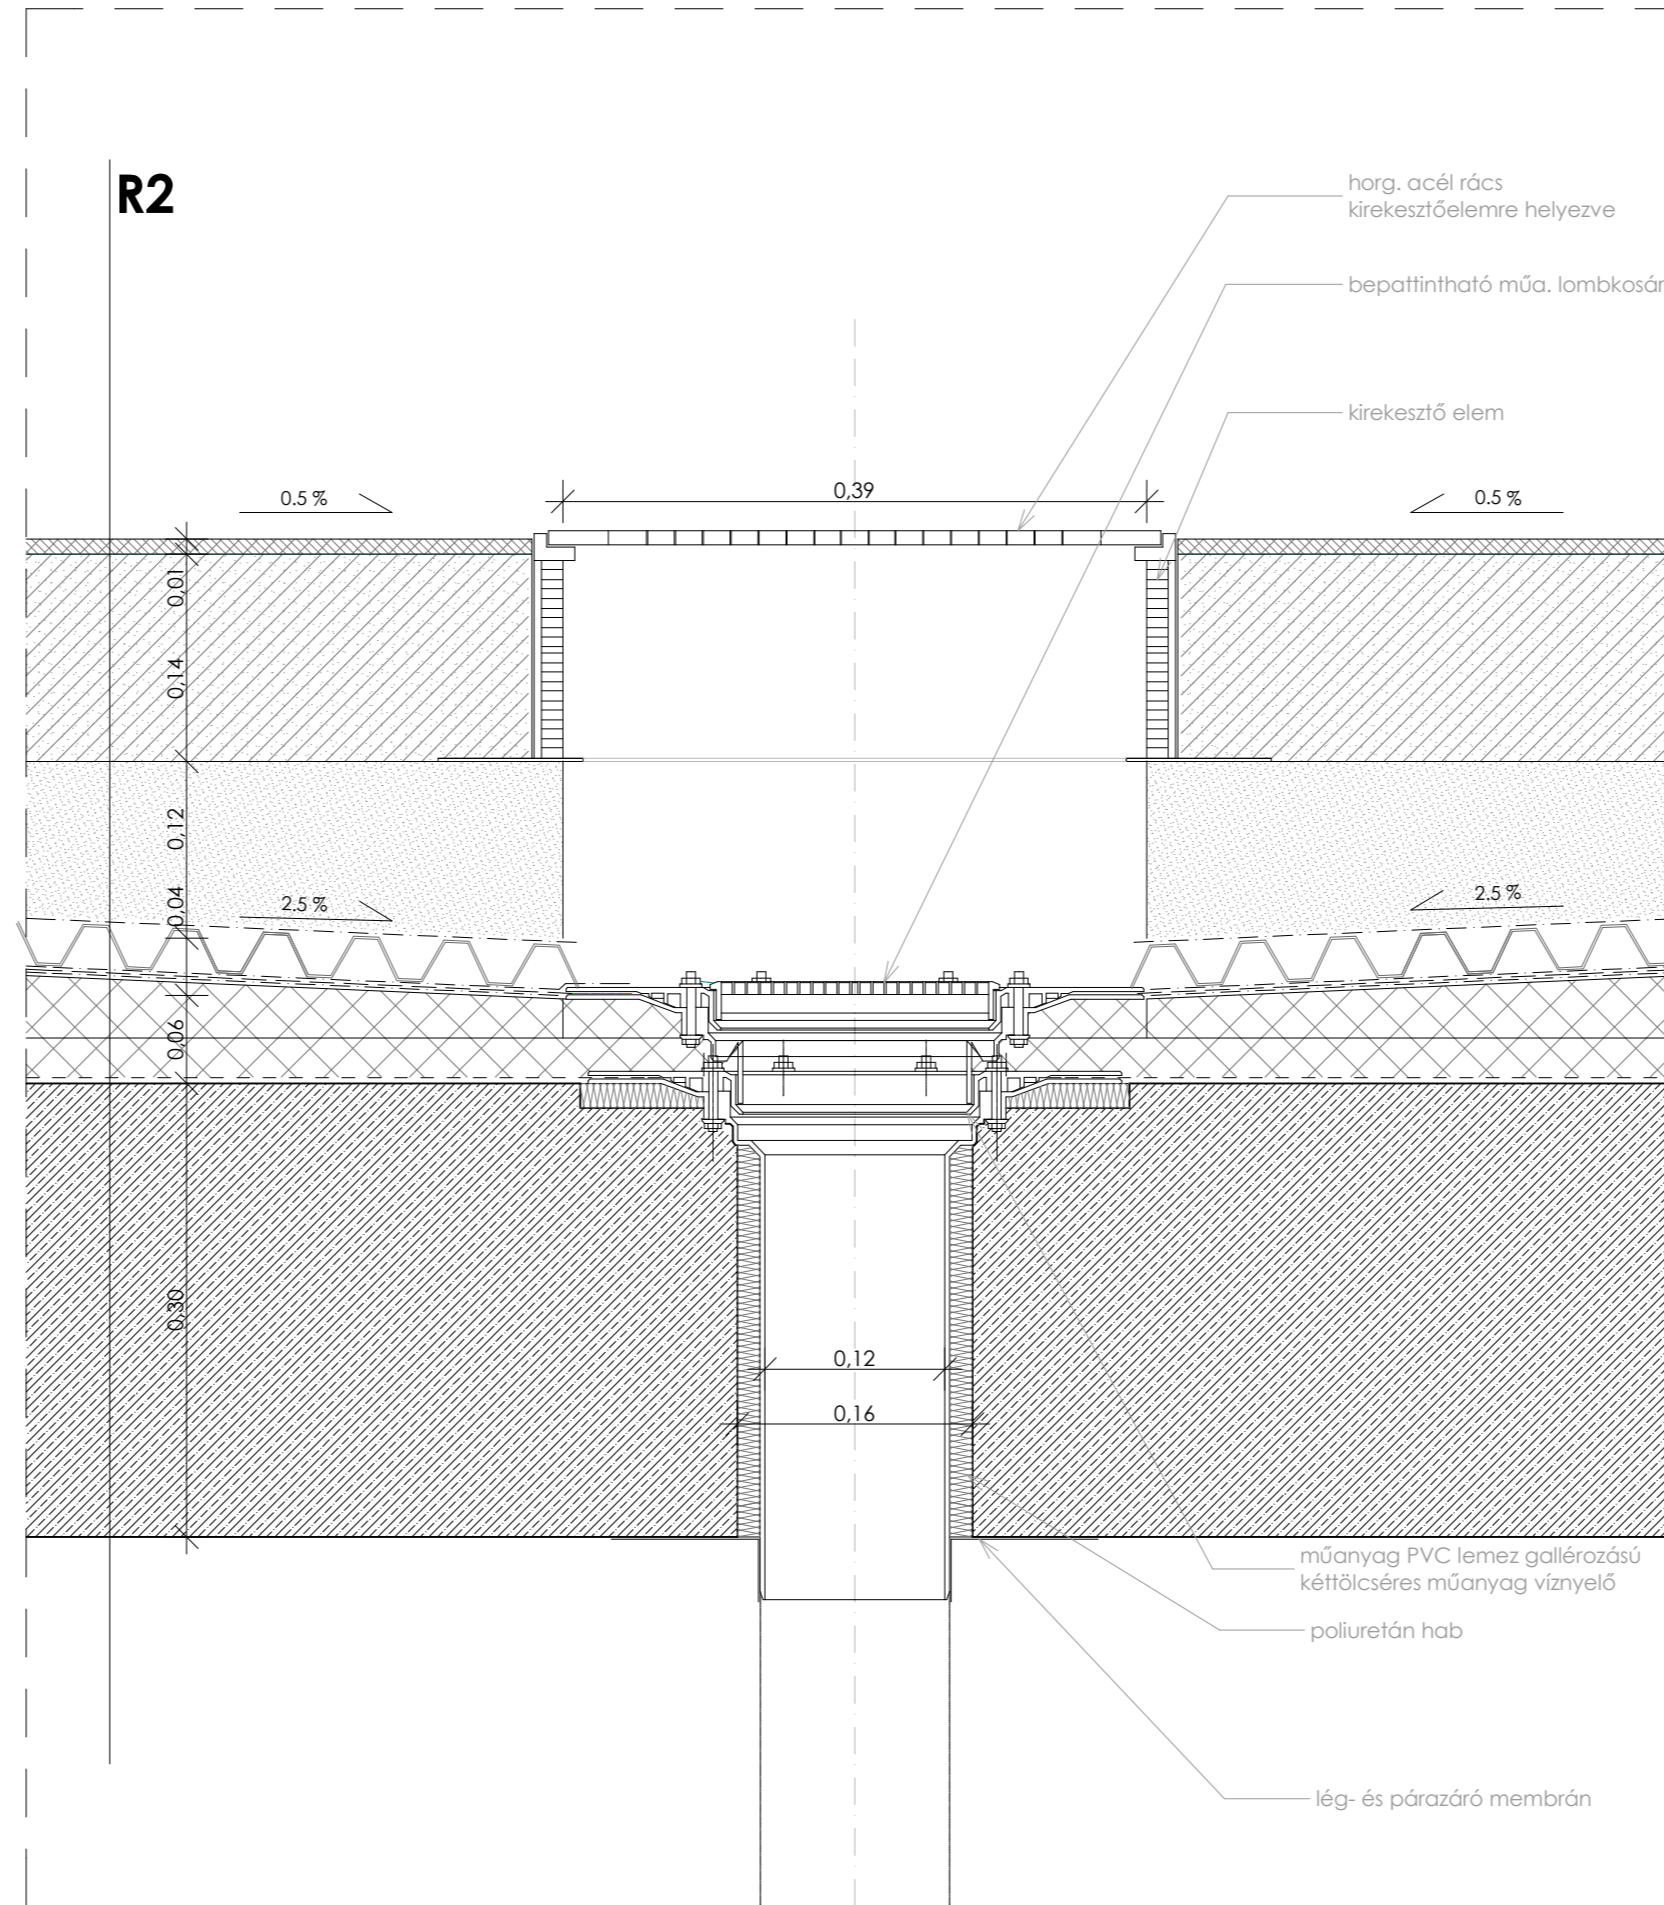 R2
horg. acél rács
kirekesztőelemre helyezve
bepattintható műa. lombkosár
kirekesztő elem
0.5 %
0,39
0.5 %
0,01
0,14
0,12
0,04
2.5 %
2.5 %
0,06
0,30
0,12
0,16
műanyag PVC lemez gallérozású
kéttölcséres műanyag víznyelő
poliuretán hab
lég- és párazáró membrán